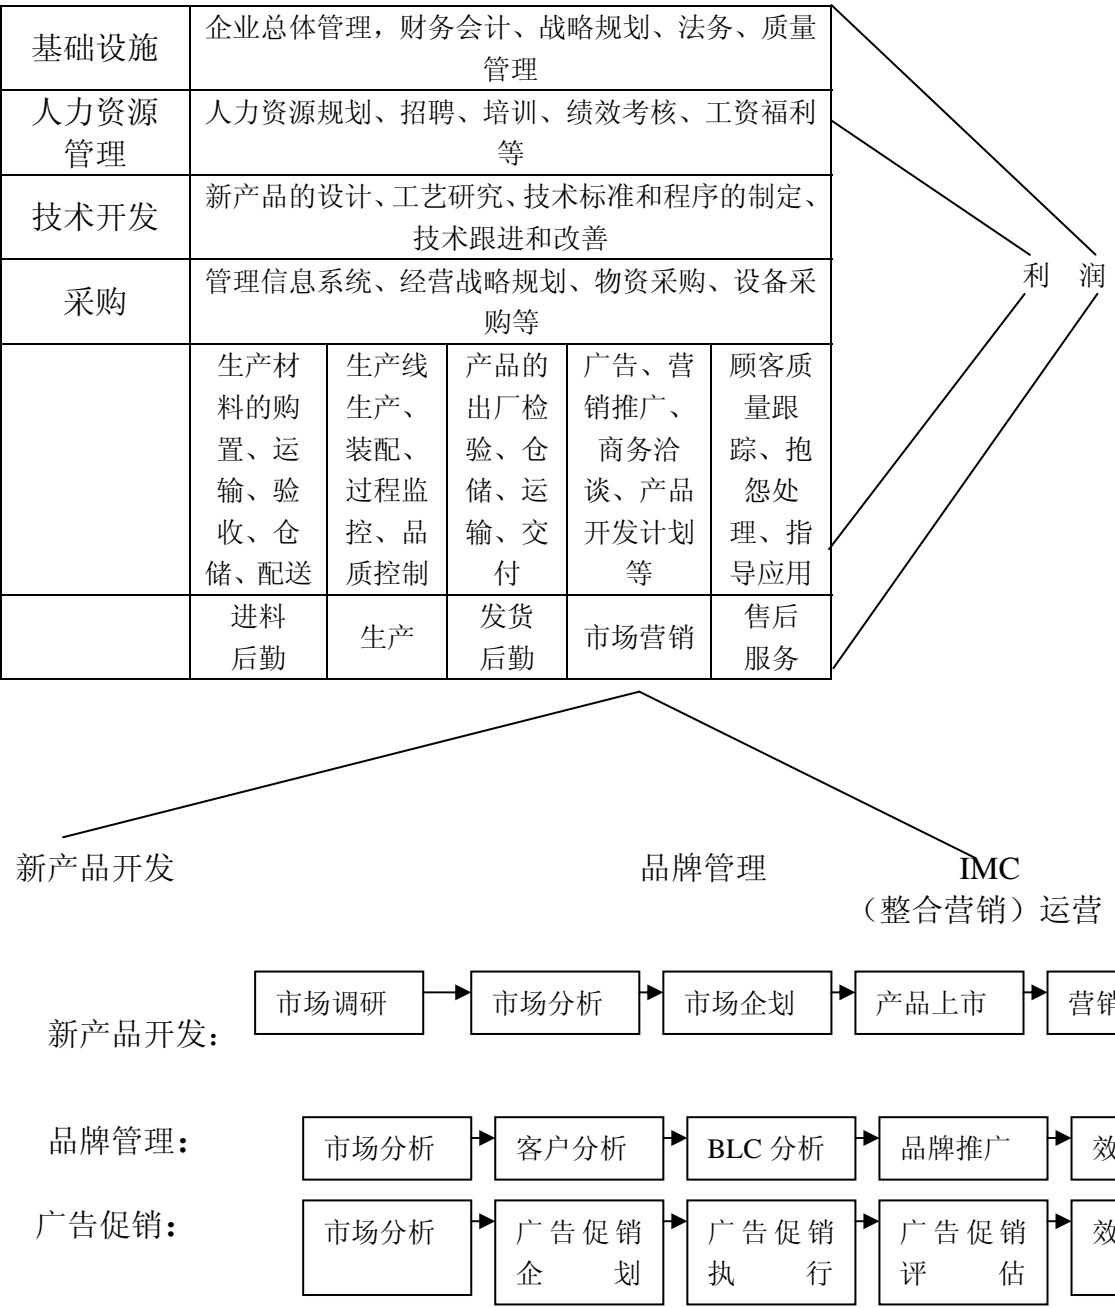 基础设施
企业总体管理，财务会计、战略规划、法务、质量
管理
人力资源
管理
人力资源规划、招聘、培训、绩效考核、工资福利
等
技术开发
新产品的设计、工艺研究、技术标准和程序的制定、
技术跟进和改善
采购
管理信息系统、经营战略规划、物资采购、设备采
购等
利 润
生产材
料的购
置、运
输、验
收、仓
储、配送
生产线
生产、
装配、
过程监
控、品
质控制
产品的
出厂检
验、仓
储、运
输、交
付
广告、营
销推广、
商务洽
谈、产品
开发计划
等
顾客质
量跟
踪、抱
怨处
理、指
导应用
进料
后勤
生产
发货
后勤
市场营销
售后
服务
新产品开发
品牌管理
IMC
（整合营销）运营
新产品开发：
市场调研
市场分析
市场企划
产品上市
营销
品牌管理：
市场分析
客户分析
BLC 分析
品牌推广
效
广告促销：
市场分析
广告促销
企划
广告促销
执行
广告促销
评估
效